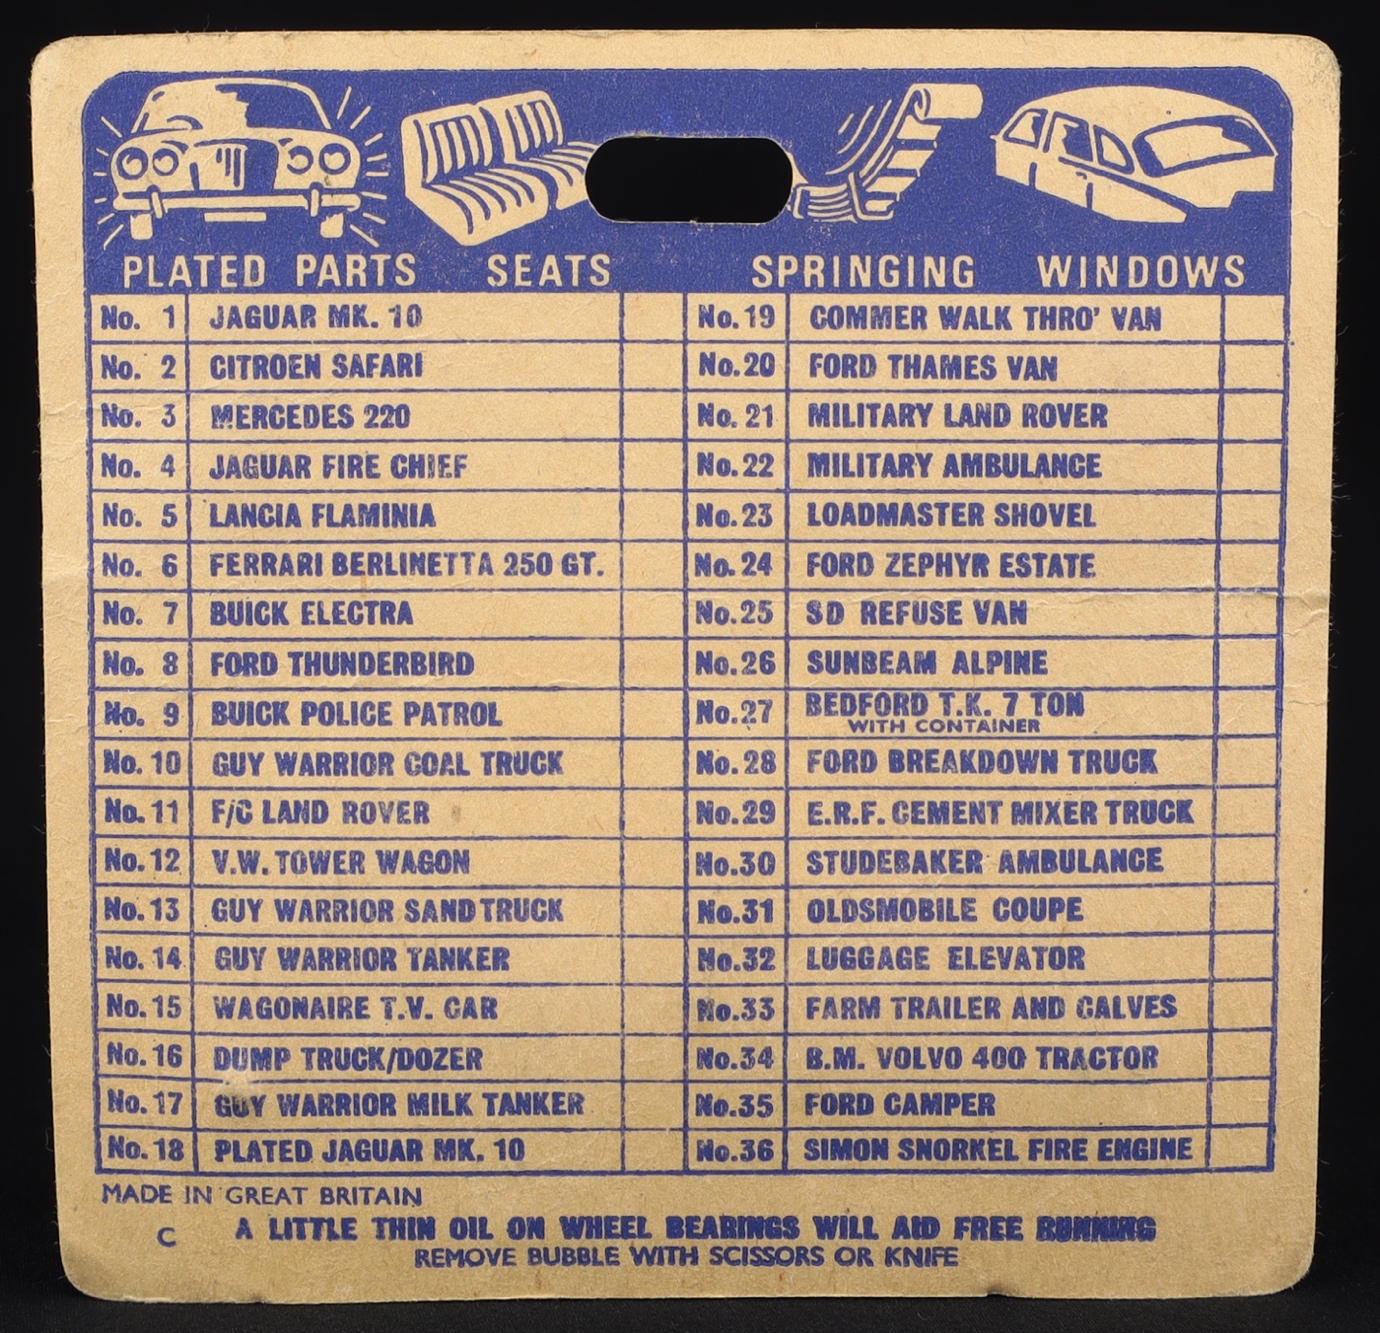 PLATED PARTS SEATS SPRINGING WINDOWS
No. 1 JAGUAR MK. 10
No. 2 CITROEN SAFARI
No. 3 MERCEDES 220
No. 4 JAGUAR FIRE CHIEF
No. 5 LANCIA FLAMINIA
No. 6 FERRARI BERLINETTA 250 GT.
No. 7 BUICK ELECTRA
No. 8 FORD THUNDERBIRD
No. 9 BUICK POLICE PATROL
No. 10 GUY WARRIOR COAL TRUCK
No. 11 F/C LAND ROVER
No. 12 V.W. TOWER WAGON
No. 13 GUY WARRIOR SAND TRUCK
No. 14 GUY WARRIOR TANKER
No. 15 WAGONAIRE T.V. CAR
No. 16 DUMP TRUCK/DOZER
No. 17 GUY WARRIOR MILK TANKER
No. 18 PLATED JAGUAR MK. 10
No. 19 COMMER WALK THRO' VAN
No. 20 FORD THAMES VAN
No. 21 MILITARY LAND ROVER
No. 22 MILITARY AMBULANCE
No. 23 LOADMASTER SHOVEL
No. 24 FORD ZEPHYR ESTATE
No. 25 SD REFUSE VAN
No. 26 SUNBEAM ALPINE
No. 27 BEDFORD T.K. 7 TON
WITH CONTAINER
No. 28 FORD BREAKDOWN TRUCK
No. 29 E.R.F. CEMENT MIXER TRUCK
No. 30 STUDEBAKER AMBULANCE
No. 31 OLDSMOBILE COUPE
No. 32 LUGGAGE ELEVATOR
No. 33 FARM TRAILER AND CALVES
No. 34 B.M. VOLVO 400 TRACTOR
No. 35 FORD CAMPER
No. 36 SIMON SNORKEL FIRE ENGINE
MADE IN GREAT BRITAIN
C A LITTLE THIN OIL ON WHEEL BEARINGS WILL AID FREE RUNNING
REMOVE BUBBLE WITH SCISSORS OR KNIFE